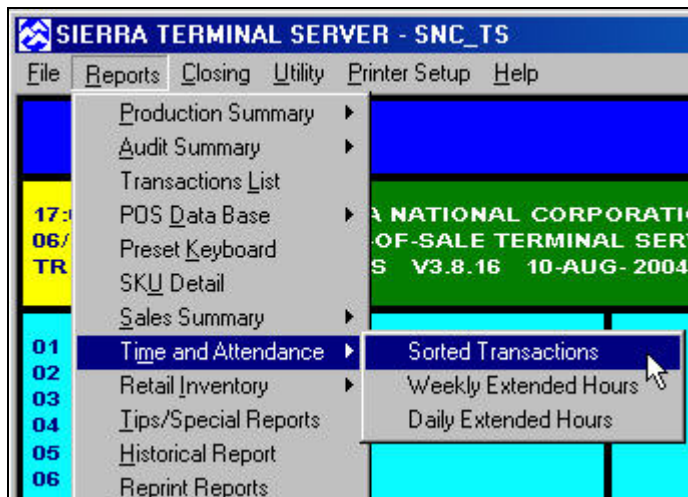 SIERRA TERMINAL SERVER - SNC_TS
File Reports Closing Utility Printer Setup Help
Production Summary
Audit Summary
Transactions List
17:
POS Data Base
A NATIONAL CORPORATI
06/
Preset Keyboard
-OF-SALE TERMINAL SER
TR
SKU Detail
S V3.8.16 10-AUG-2004
Sales Summary
01
Time and Attendance
Sorted Transactions
02
Retail Inventory
Weekly Extended Hours
03
04
Tips/Special Reports
Daily Extended Hours
05
Historical Report
06
Reprint Reports